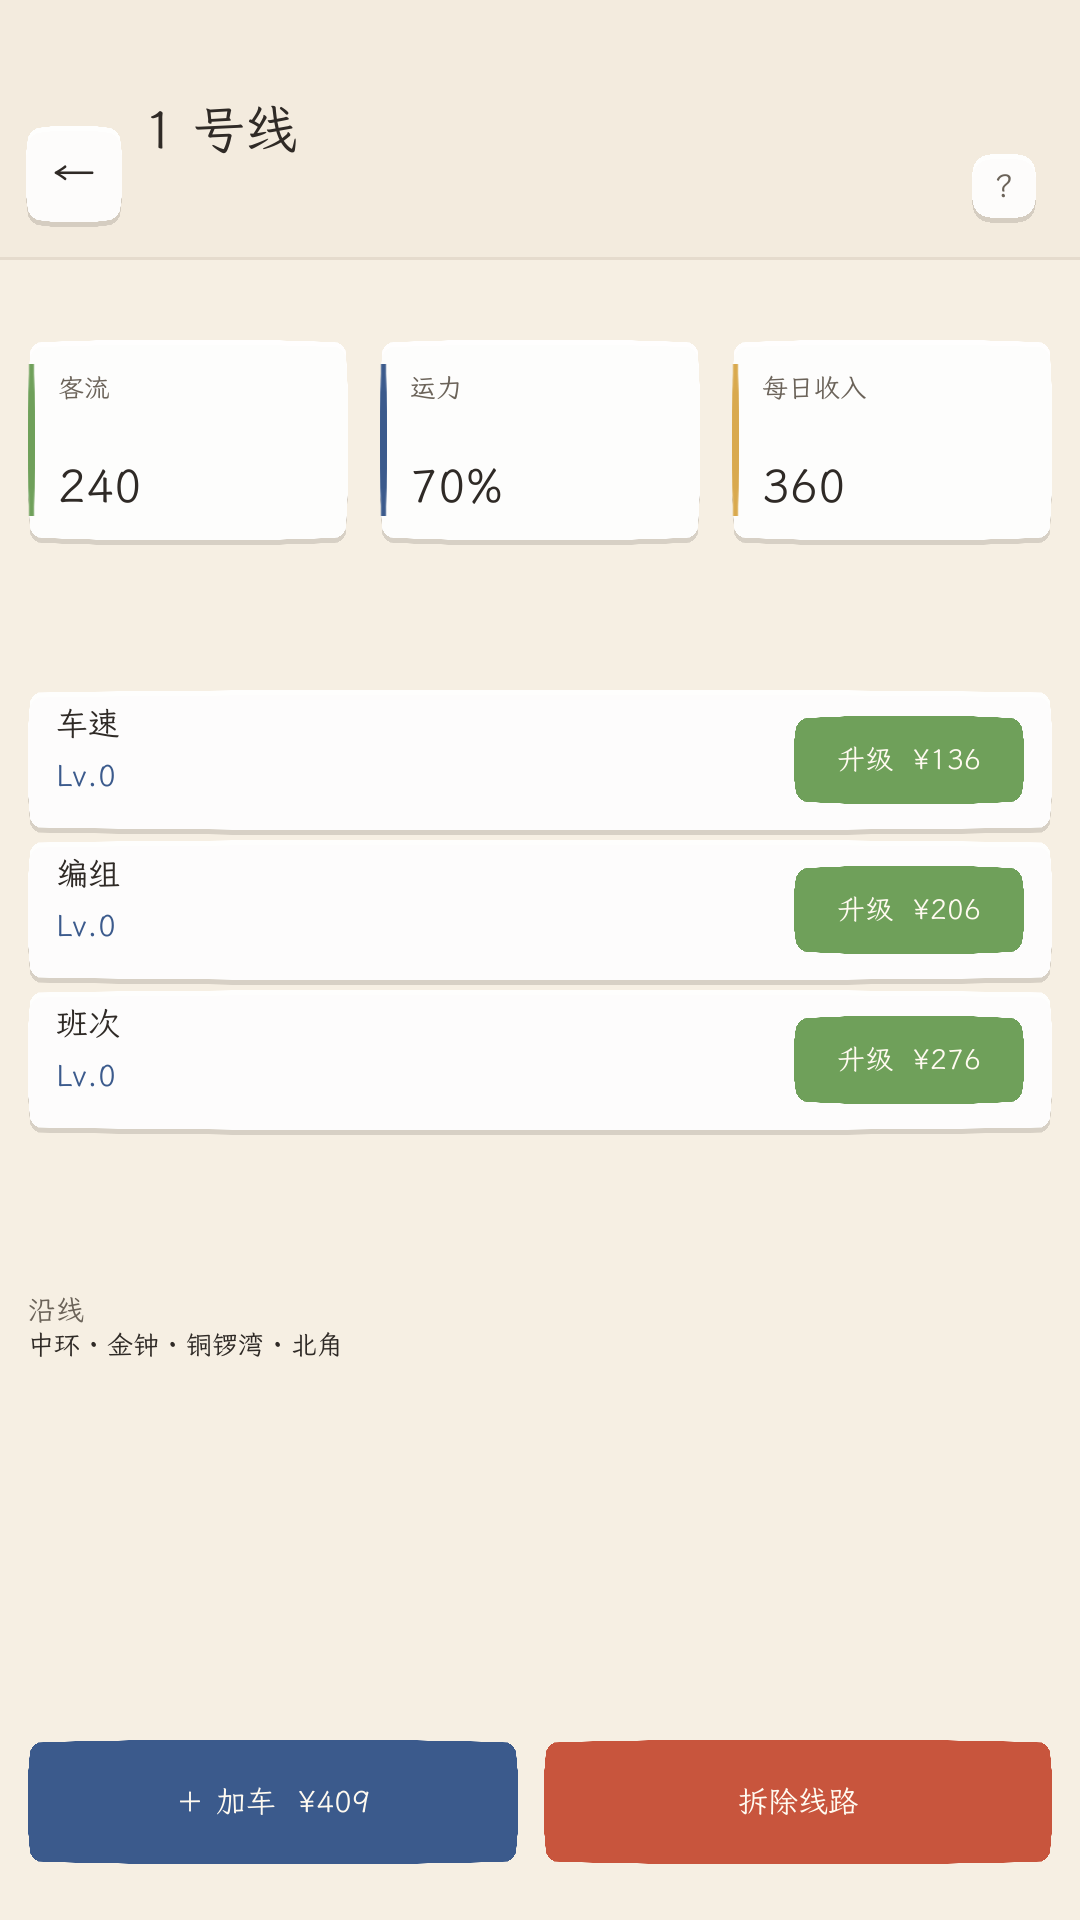 1 号线
←
?
客流
240
运力
70%
每日收入
360
车速
Lv.0
升级 ¥136
编组
Lv.0
升级 ¥206
班次
Lv.0
升级 ¥276
沿线
中环·金钟·铜锣湾·北角
+ 加车 ¥409
拆除线路